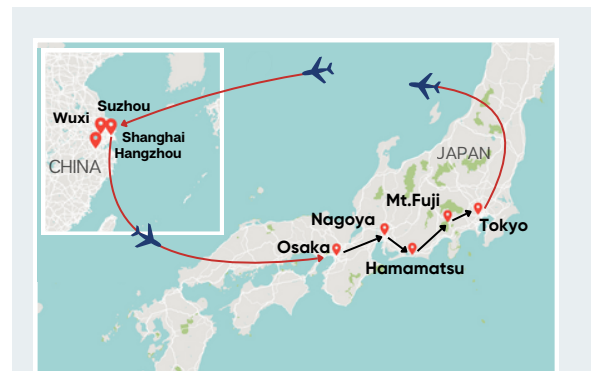 Suzhou
Wuxi
Shanghai
CHINA
Hangzhou
JAPAN
Mt.Fuji
Nagoya
Tokyo
Osaka
Hamamatsu